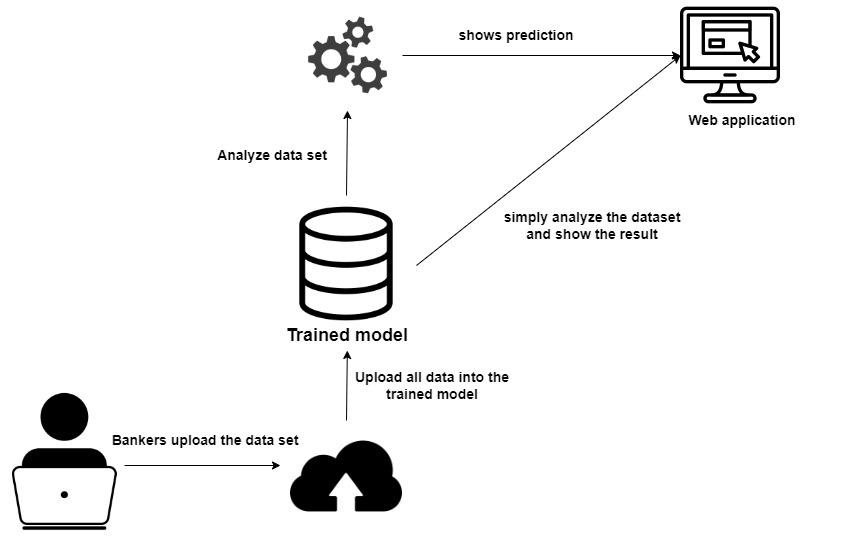 shows prediction
Web application
Analyze data set
simply analyze the dataset
and show the result
Trained model
Upload all data into the
trained model
Bankers upload the data set